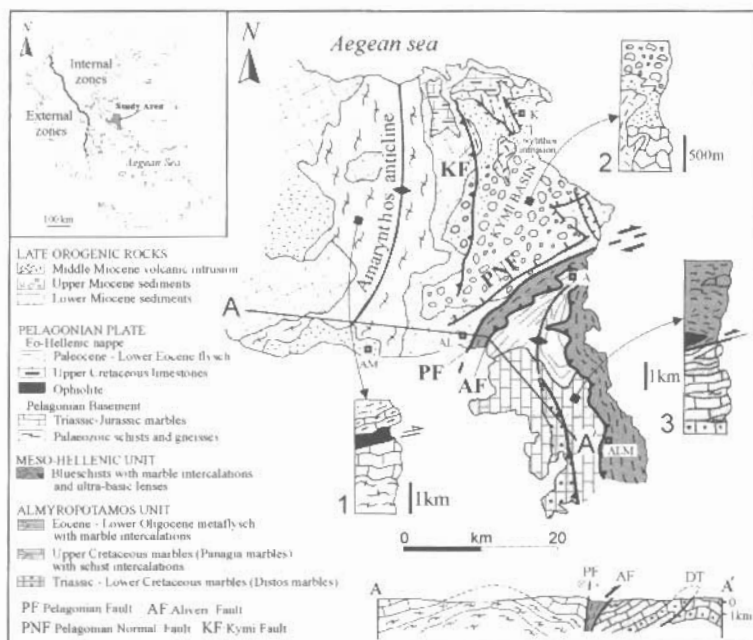 Aegean sea
N
Internal
zones
External
zones
Study Area
Aegean Sea
100 km
N
Amarynthos anticline
KF
K
intrusion
KYMI BASIN
PNF
2
500m
A
A
AL
AM
PF
AF
A
ALM
1
1km
3
1km
0 km 20
LATE OROGENIC ROCKS
Middle Miocene volcanic intrusion
Upper Miocene sediments
Lower Miocene sediments
PELAGONIAN PLATE
Eo-Hellenic nappe
Paleocene - Lower Eocene flysch
Upper Cretaceous limestones
Ophiolite
Pelagonian Basement
Triassic-Jurassic marbles
Palaeozoic schists and gneisses
MESO-HELLENIC UNIT
Blueschists with marble intercalations
and ultra-basic lenses
ALMYROPOTAMOS UNIT
Eocene - Lower Oligocene metaflysch
with marble intercalations
Upper Cretaceous marbles (Panagia marbles)
with schist intercalations
Triassic - Lower Cretaceous marbles (Distos marbles)
PF Pelagonian Fault AF Aliveri Fault
PNF Pelagonian Normal Fault KF Kymi Fault
A PF AF DT A'
0
1km